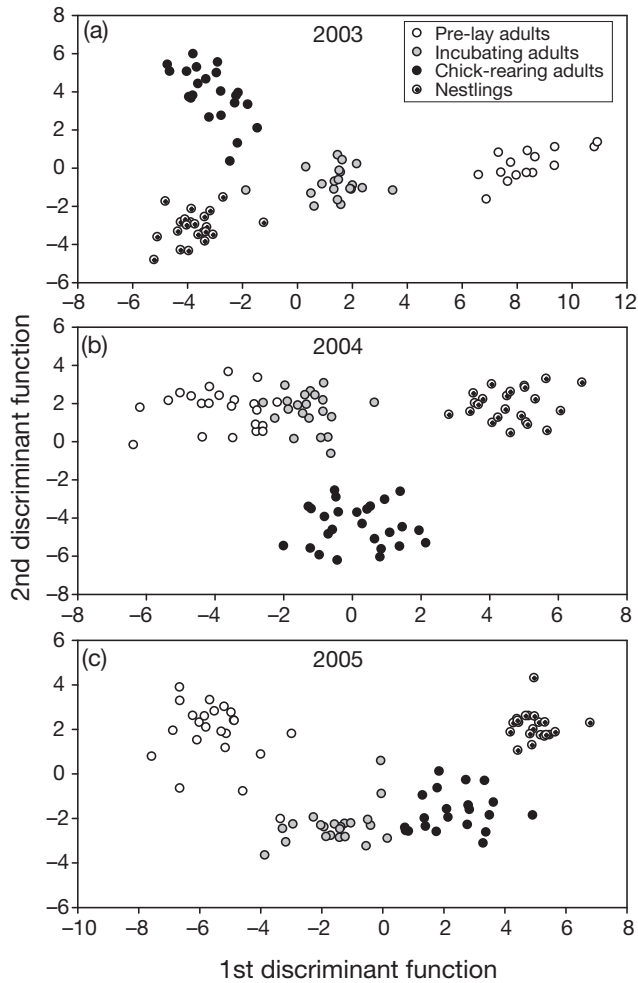 (a)
2003
Pre-lay adults
Incubating adults
Chick-rearing adults
Nestlings
8
6
4
2
0
−2
−4
−6
−8 −6 −4 −2 0 2 4 6 8 10 12
(b)
2004
6
4
2
0
−2
−4
−6
−8
−8 −6 −4 −2 0 2 4 6 8
2nd discriminant function
(c)
2005
6
4
2
0
−2
−4
−6
−10 −8 −6 −4 −2 0 2 4 6 8
1st discriminant function